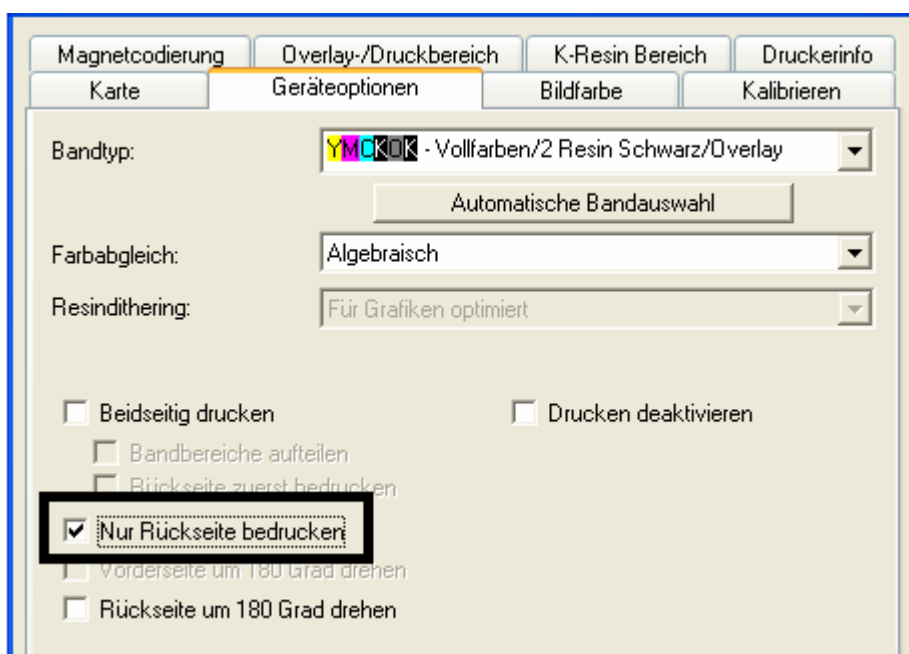 Magnetcodierung Overlay-/Druckbereich K-Resin Bereich Druckerinfo
Karte Geräteoptionen Bildfarbe Kalibrieren
Bandtyp: YMCKOK - Vollfarben/2 Resin Schwarz/Overlay
Automatische Bandauswahl
Farbabgleich: Algebraisch
Resindithering: Für Grafiken optimiert
Beidseitig drucken Drucken deaktivieren
Bandbereiche aufteilen
Rückseite zuerst bedrucken
Nur Rückseite bedrucken
Vorderseite um 180 Grad drehen
Rückseite um 180 Grad drehen